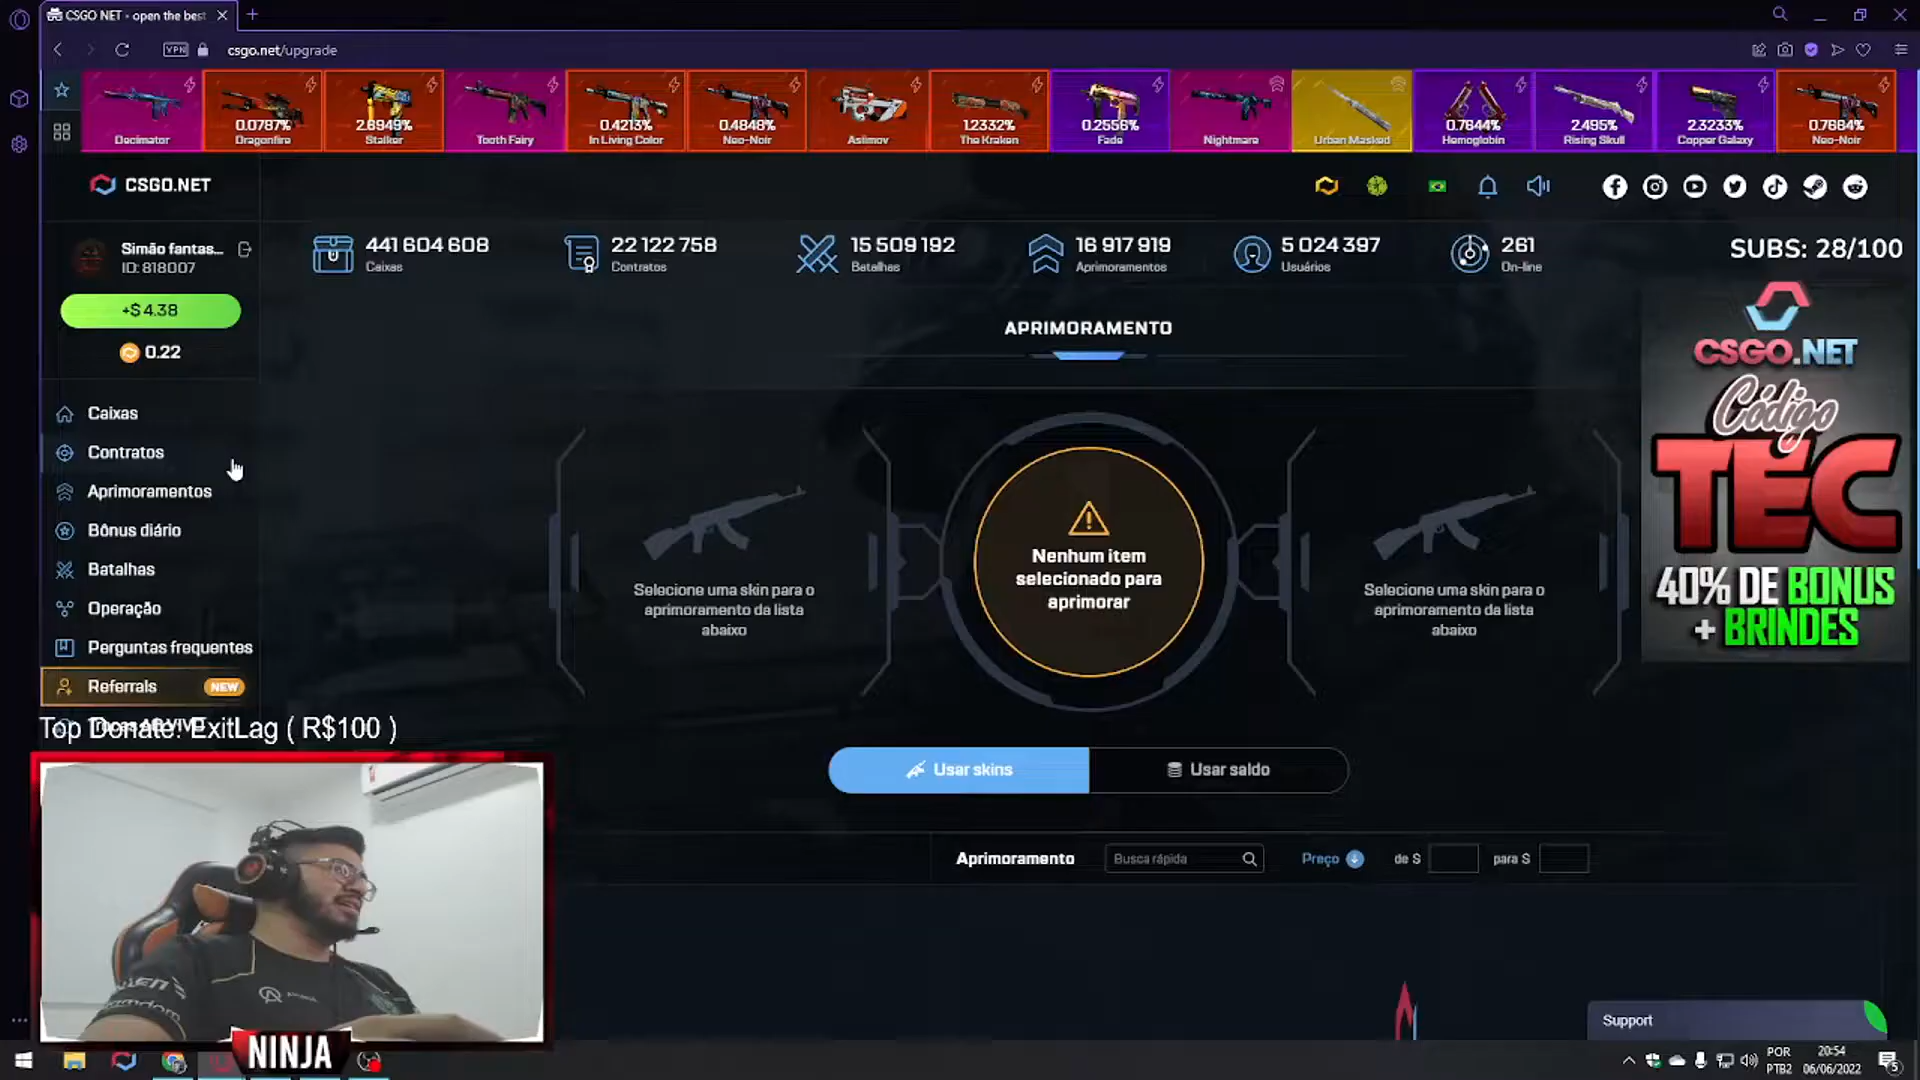 CSGO NET - open the best
VPN
csgo.net/upgrade
Decimator
0.0787%
Dragonfire
2.6949%
Stalker
Tooth Fairy
0.4213%
In Living Color
0.4848%
Neo-Noir
Asiimov
1.2332%
The Kraken
0.2556%
Fade
Nightmare
Urban Masked
0.7644%
Hemoglobin
2.495%
Rising Skull
2.3233%
Copper Galaxy
0.7664%
Neo-Noir
CSGO.NET
Simão fantas...
ID: 818007
+$ 4.38
0.22
441 604 608
Caixas
22 122 758
Contratos
15 509 192
Batalhas
16 917 919
Aprimoramentos
5 024 397
Usuários
261
On-line
SUBS: 28/100
APRIMORAMENTO
Caixas
Contratos
Aprimoramentos
Bônus diário
Batalhas
Operação
Perguntas frequentes
Referrals NEW
Top Donate: ExitLag ( R$100 )
Selecione uma skin para o
aprimoramento da lista
abaixo
Nenhum item
selecionado para
aprimorar
Selecione uma skin para o
aprimoramento da lista
abaixo
CSGO.NET
Código
TEC
40% DE BONUS
+ BRINDES
Usar skins
Usar saldo
Aprimoramento
Busca rápida
Preço
de $
para $
NINJA
Support
POR
PTB2
20:54
06/06/2022
5